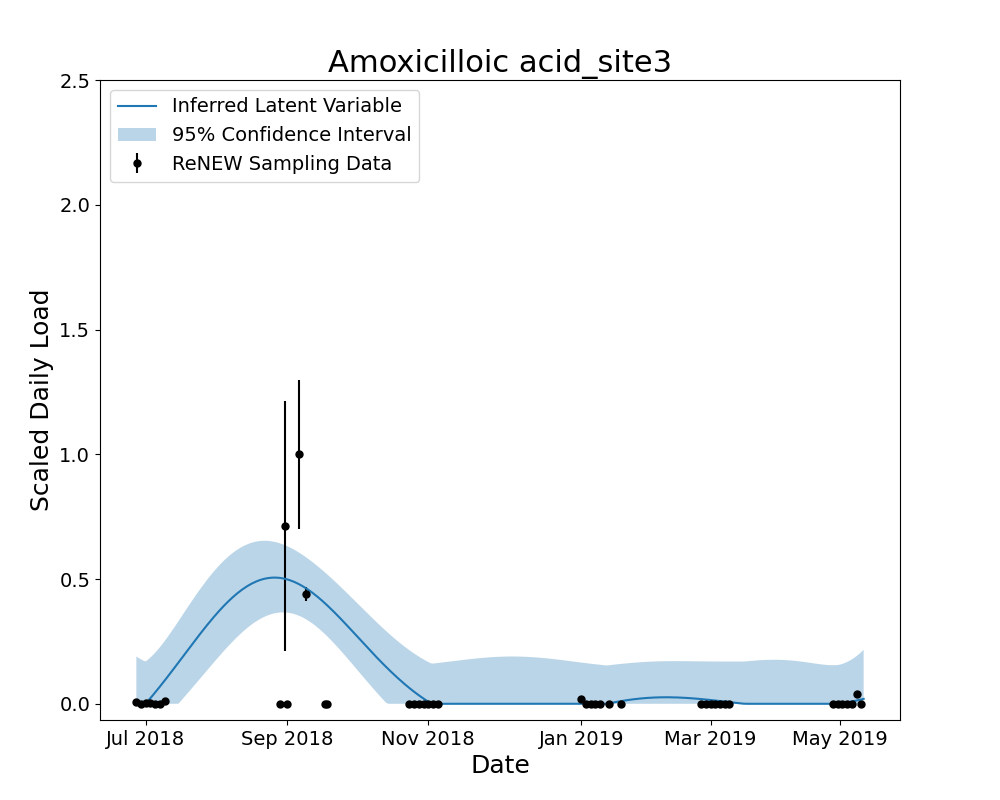 Amoxicilloic acid_site3
Inferred Latent Variable
95% Confidence Interval
ReNEW Sampling Data
Scaled Daily Load
2.5
2.0
1.5
1.0
0.5
0.0
Jul 2018 Sep 2018 Nov 2018 Jan 2019 Mar 2019 May 2019
Date